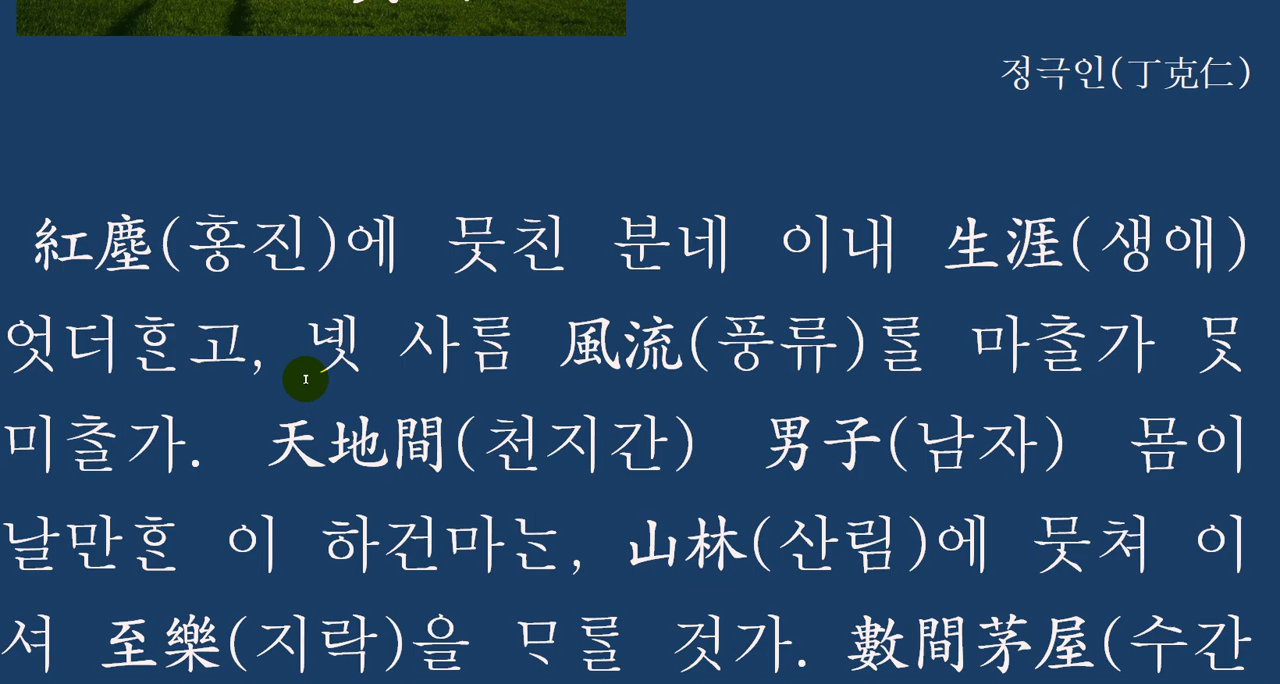 정극인(丁克仁)
紅塵(홍진)에 뭇친 분네 이내 生涯(생애)
엇더ᄒᆞᆫ고, 녯 사ᄅᆞᆷ 風流(풍류)ᄅᆞᆯ 마ᄎᆞᆯ가 ᄆᆞᆺ
미ᄎᆞᆯ가. 天地間(천지간) 男子(남자) 몸이
날만ᄒᆞᆫ 이 하건마ᄂᆞᆫ, 山林(산림)에 뭇쳐 이
셔 至樂(지락)을 ᄆᆞᄅᆞᆯ 것가. 數間茅屋(수간